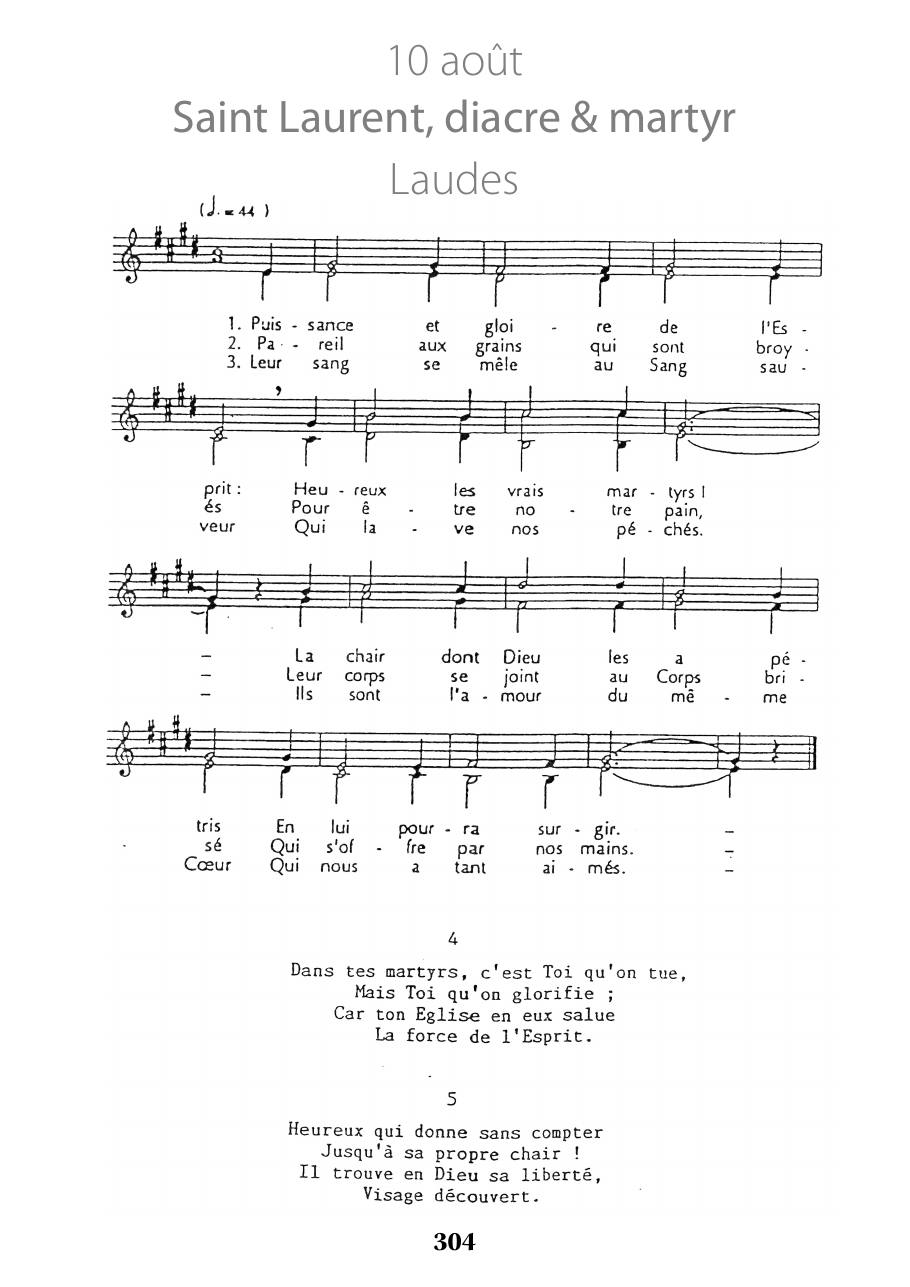 10 août
Saint Laurent, diacre & martyr
Laudes
(𝅗𝅥. = 44 )
3
1. Puis - sance et gloi - re de l'Es -
2. Pa - reil aux grains qui sont broy -
3. Leur sang se mêle au Sang sau -
prit : Heu - reux les vrais mar - tyrs !
és Pour ê - tre no - tre pain,
veur Qui la - ve nos pé - chés.
– La chair dont Dieu les a pé -
– Leur corps se joint au Corps bri -
– Ils sont l'a - mour du mê - me
tris En lui pour - ra sur - gir. –
sé Qui s'of - fre par nos mains. –
Cœur Qui nous a tant ai - més. –
4
Dans tes martyrs, c'est Toi qu'on tue,
Mais Toi qu'on glorifie ;
Car ton Eglise en eux salue
La force de l'Esprit.
5
Heureux qui donne sans compter
Jusqu'à sa propre chair !
Il trouve en Dieu sa liberté,
Visage découvert.
304